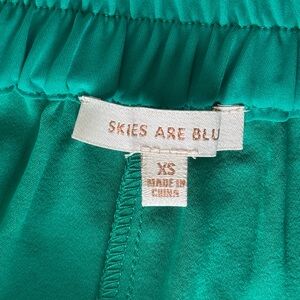 SKIES ARE BLU
XS
MADE IN
CHINA